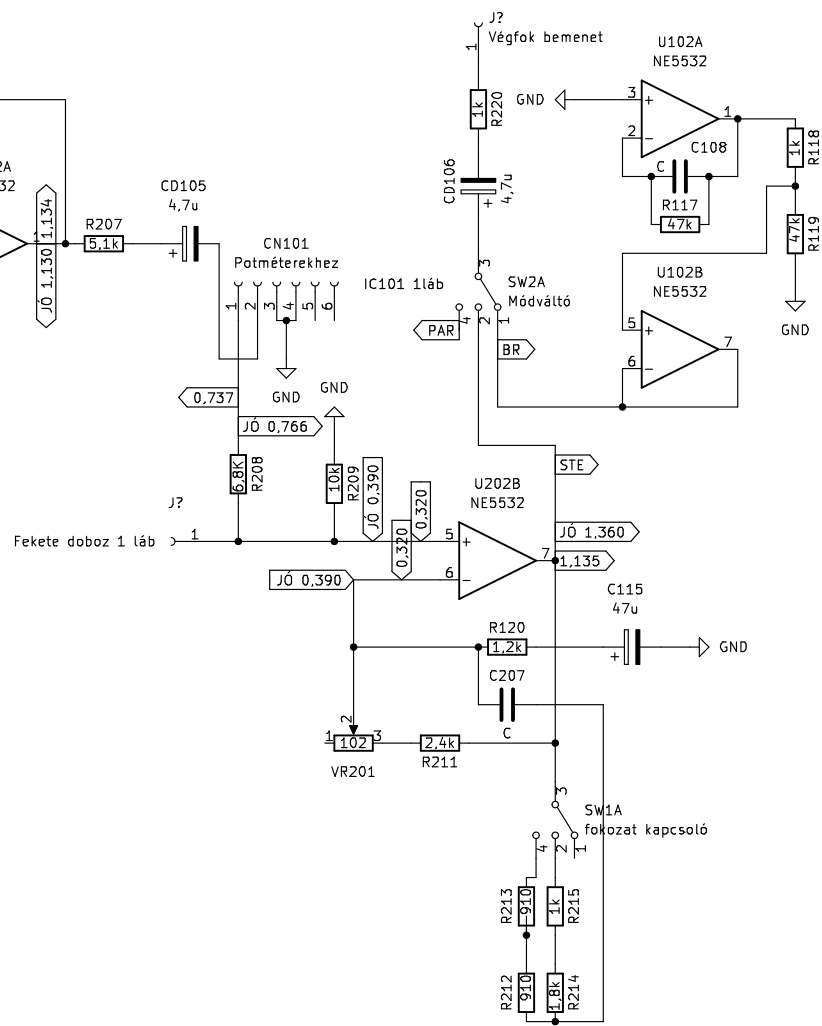 J?
Végfok bemenet
1
1k
R220
GND
U102A
NE5532
3
+
2
−
1
C108
C
R117
47k
1k
R118
47k
R119
GND
2A
32
1
JÓ 1,130
1,134
R207
5,1k
CD105
4,7u
+
CD106
4,7u
+
CN101
Potméterekhez
1
2
3
4
5
6
GND
IC101 1láb
3
SW2A
Módváltó
4
2
1
PAR
BR
U102B
NE5532
5
+
6
−
7
0,737
JÓ 0,766
GND
6,8K
R208
10k
R209
JÓ 0,390
0,320
0,320
STE
J?
Fekete doboz 1 láb
1
U202B
NE5532
5
+
6
−
7
JÓ 1,360
1,135
JÓ 0,390
C115
47u
+
GND
R120
1,2k
C207
C
2
1
102
3
VR201
2,4k
R211
3
SW1A
fokozat kapcsoló
4
2
1
R213
910
1k
R215
R212
910
1,8k
R214